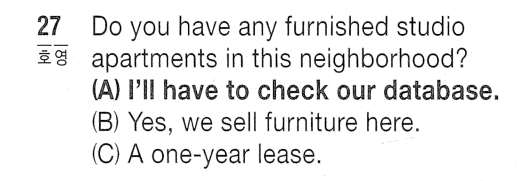 27 Do you have any furnished studio
호영 apartments in this neighborhood?
(A) I'll have to check our database.
(B) Yes, we sell furniture here.
(C) A one-year lease.